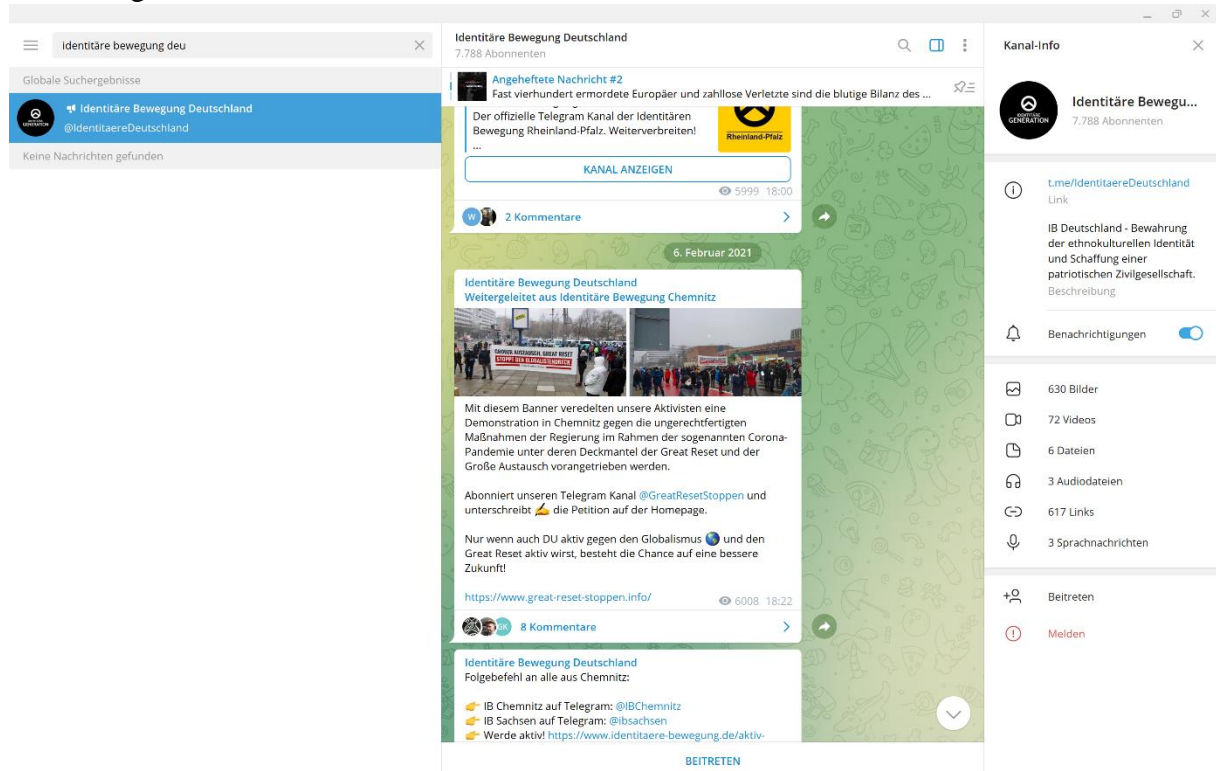 identitäre bewegung deu
Globale Suchergebnisse
Identitäre Bewegung Deutschland
@IdentitaereDeutschland
Keine Nachrichten gefunden
Identitäre Bewegung Deutschland
7.788 Abonnenten
Angeheftete Nachricht #2
Fast vierhundert ermordete Europäer und zahllose Verletzte sind die blutige Bilanz des ...
Der offizielle Telegram Kanal der Identitären
Bewegung Rheinland-Pfalz. Weiterverbreiten!
...
Rheinland-Pfalz
KANAL ANZEIGEN
5999 18:00
W
2 Kommentare
6. Februar 2021
Identitäre Bewegung Deutschland
Weitergeleitet aus Identitäre Bewegung Chemnitz
GROSSER AUSTAUSCH, GREAT RESET
STOPPT DEN GLOBALISTENDRECK
Mit diesem Banner veredelten unsere Aktivisten eine
Demonstration in Chemnitz gegen die ungerechtfertigten
Maßnahmen der Regierung im Rahmen der sogenannten Corona-
Pandemie unter deren Deckmantel der Great Reset und der
Große Austausch vorangetrieben werden.
Abonniert unseren Telegram Kanal @GreatResetStoppen und
unterschreibt ✍ die Petition auf der Homepage.
Nur wenn auch DU aktiv gegen den Globalismus 🌎 und den
Great Reset aktiv wirst, besteht die Chance auf eine bessere
Zukunft!
https://www.great-reset-stoppen.info/
6008 18:22
GK
8 Kommentare
Identitäre Bewegung Deutschland
Folgebefehl an alle aus Chemnitz:
👉 IB Chemnitz auf Telegram: @IBChemnitz
👉 IB Sachsen auf Telegram: @ibsachsen
👉 Werde aktiv! https://www.identitaere-bewegung.de/aktiv-
BEITRETEN
Kanal-Info
IDENTITÄRE
GENERATION
Identitäre Bewegu...
7.788 Abonnenten
t.me/IdentitaereDeutschland
Link
IB Deutschland - Bewahrung
der ethnokulturellen Identität
und Schaffung einer
patriotischen Zivilgesellschaft.
Beschreibung
Benachrichtigungen
630 Bilder
72 Videos
6 Dateien
3 Audiodateien
617 Links
3 Sprachnachrichten
Beitreten
Melden